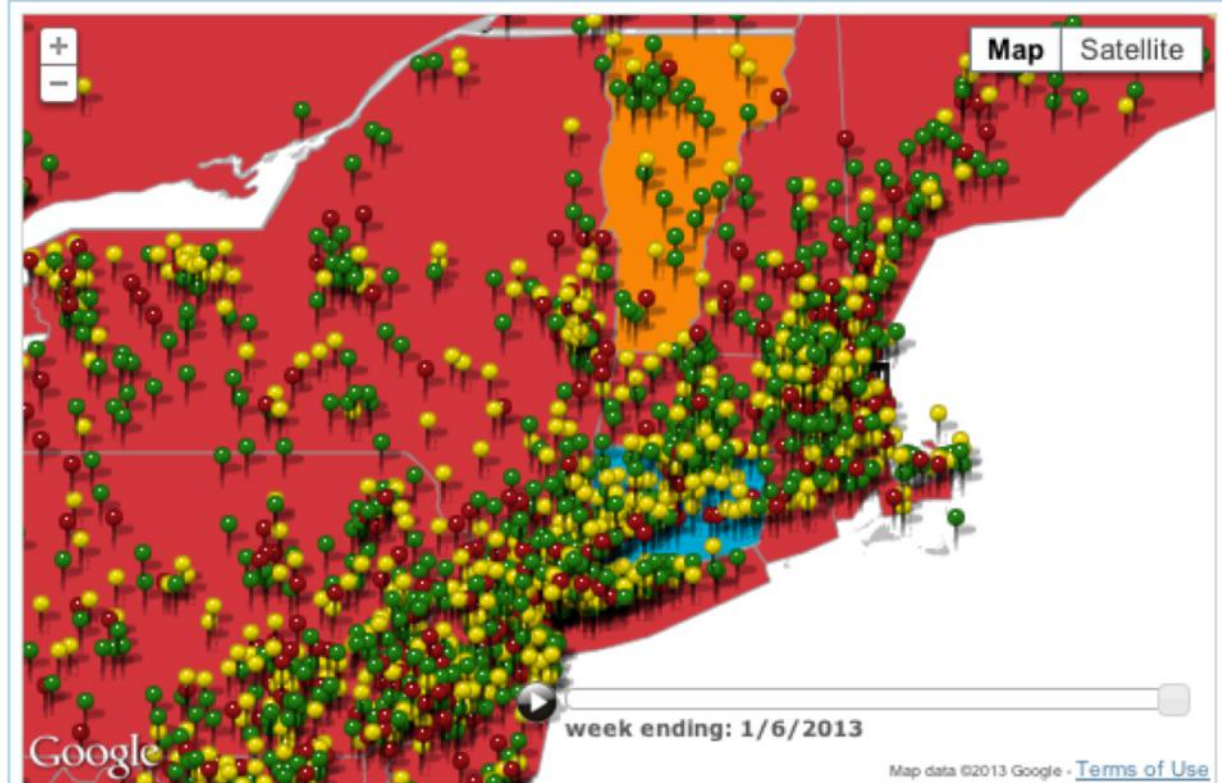 +
Map Satellite
−
week ending: 1/6/2013
Google
Map data ©2013 Google - Terms of Use